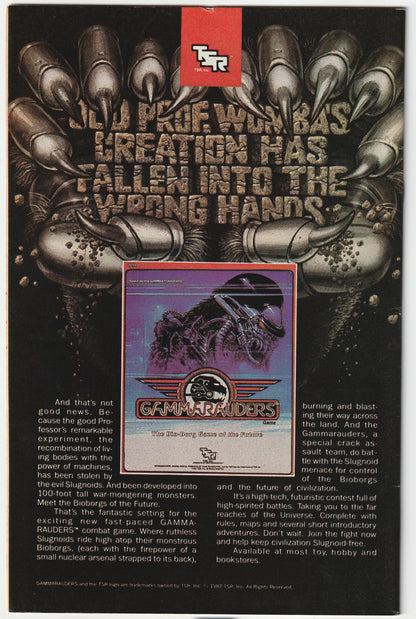 TSR
TSR, Inc.
OLD PROF. WOMBAS'
CREATION HAS
FALLEN INTO THE
WRONG HANDS.
GAMMARAUDERS™
Game
The Bio-Borg Game of the Future
TSR
And that's not
good news. Be-
cause the good Pro-
fessor's remarkable
experiment, the
recombination of liv-
ing bodies with the
power of machines,
has been stolen by
the evil Slugnoids. And been developed into
100-foot tall war-mongering monsters.
Meet the Bioborgs of the Future.
That's the fantastic setting for the
exciting new fast-paced GAMMA-
RAUDERS™ combat game. Where ruthless
Slugnoids ride high atop their monstrous
Bioborgs, (each with the firepower of a
small nuclear arsenal strapped to its back),
burning and blast-
ing their way across
the land. And the
Gammarauders, a
special crack as-
sault team, do bat-
tle with the Slugnoid
menace for control
of the Bioborgs
and the future of civilization.
It's a high-tech, futuristic contest full of
high-spirited battles. Taking you to the far
reaches of the Universe. Complete with
rules, maps and several short introductory
adventures. Don't wait. Join the fight now
and help keep civilization Slugnoid-free.
Available at most toy, hobby and
bookstores.
GAMMARAUDERS and the TSR logo are trademarks owned by TSR, Inc. © 1987 TSR, Inc. All Rights Reserved.